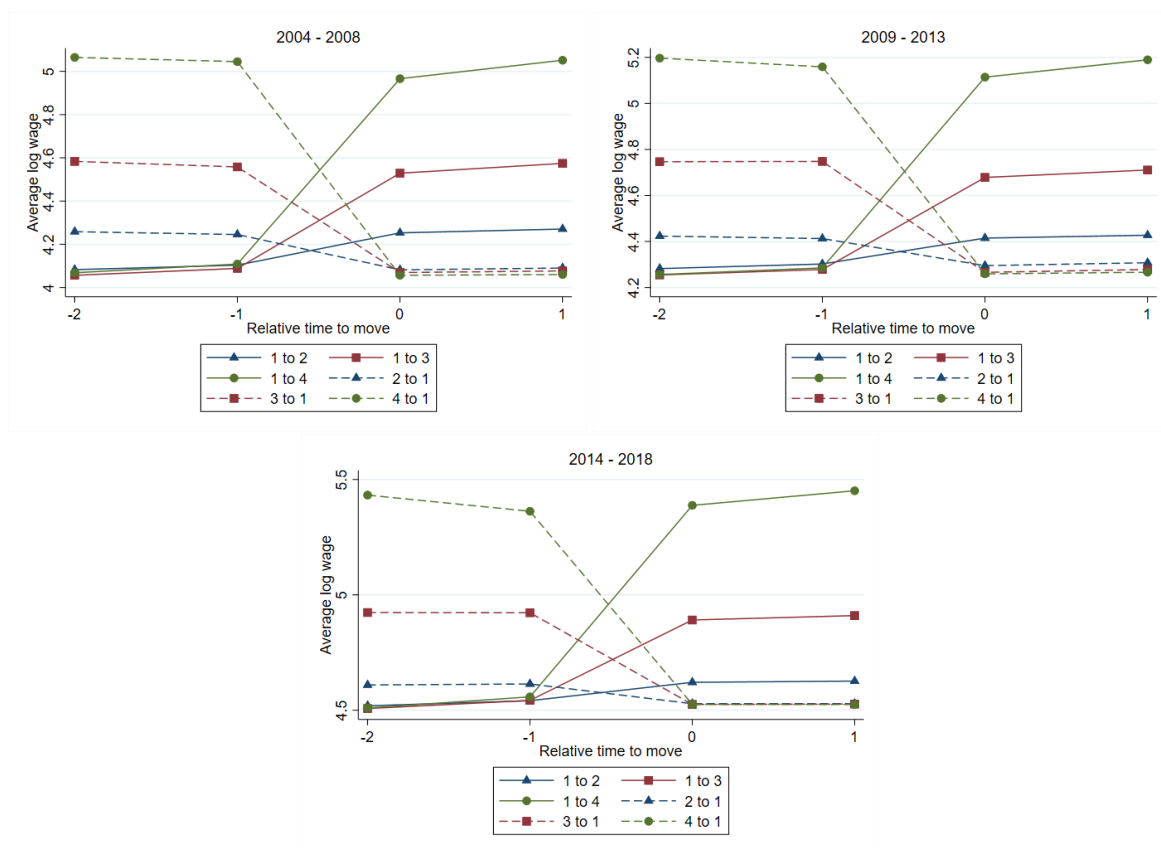 2004 - 2008
Average log wage
5
4.8
4.6
4.4
4.2
4
-2 -1 0 1
Relative time to move
1 to 2 1 to 3
1 to 4 2 to 1
3 to 1 4 to 1
2009 - 2013
Average log wage
5.2
5
4.8
4.6
4.4
4.2
-2 -1 0 1
Relative time to move
1 to 2 1 to 3
1 to 4 2 to 1
3 to 1 4 to 1
2014 - 2018
Average log wage
5.5
5
4.5
-2 -1 0 1
Relative time to move
1 to 2 1 to 3
1 to 4 2 to 1
3 to 1 4 to 1